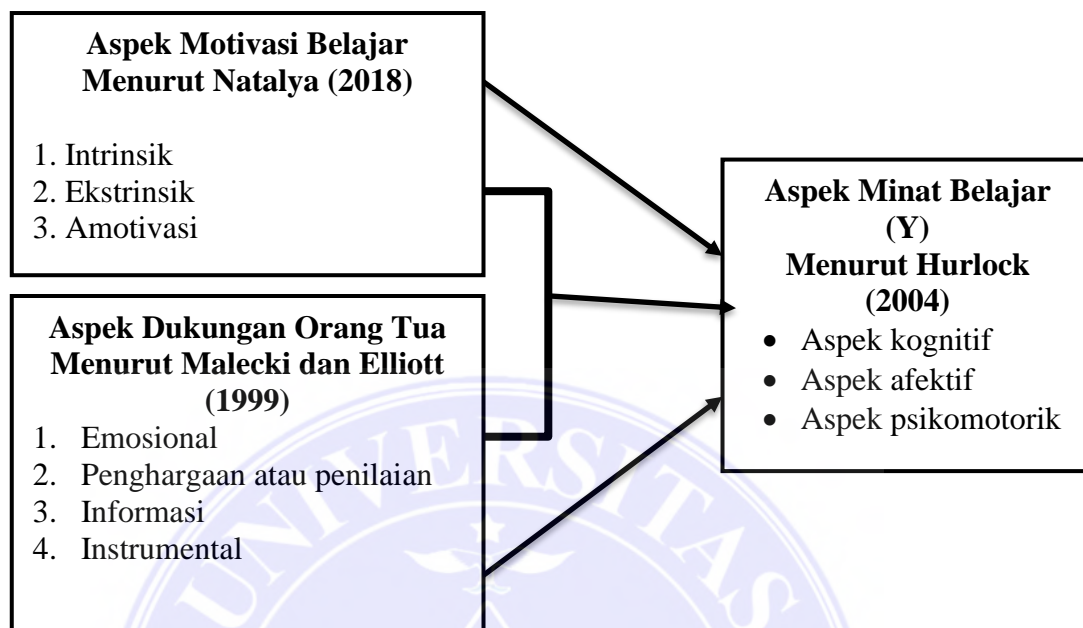 Aspek Motivasi Belajar
Menurut Natalya (2018)
1. Intrinsik
2. Ekstrinsik
3. Amotivasi
Aspek Dukungan Orang Tua
Menurut Malecki dan Elliott
(1999)
1. Emosional
2. Penghargaan atau penilaian
3. Informasi
4. Instrumental
Aspek Minat Belajar
(Y)
Menurut Hurlock
(2004)
• Aspek kognitif
• Aspek afektif
• Aspek psikomotorik
UNIVERSITAS